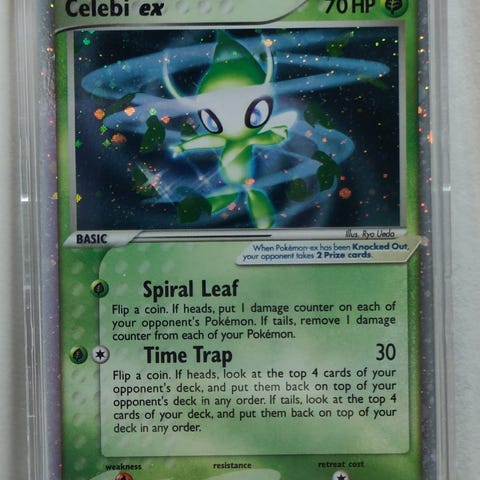 Celebi ex 70 HP
BASIC
Illus. Ryo Ueda
When Pokémon-ex has been Knocked Out,
your opponent takes 2 Prize cards.
Spiral Leaf
Flip a coin. If heads, put 1 damage counter on each of
your opponent's Pokémon. If tails, remove 1 damage
counter from each of your Pokémon.
Time Trap 30
Flip a coin. If heads, look at the top 4 cards of your
opponent's deck, and put them back on top of your
opponent's deck in any order. If tails, look at the top 4
cards of your deck, and put them back on top of your
deck in any order.
weakness resistance retreat cost